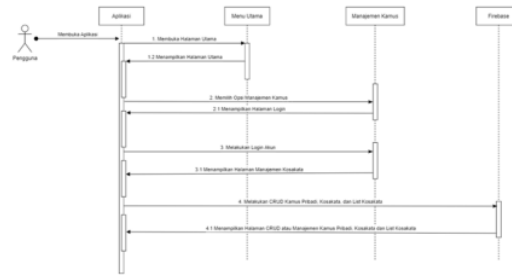 Aplikasi
Menu Utama
Manajemen Kamus
Firebase
Pengguna
Membuka Aplikasi
1. Membuka Halaman Utama
1.2 Menampilkan Halaman Utama
2. Memilih Opsi Manajemen Kamus
2.1 Menampilkan Halaman Login
3. Melakukan Login Akun
3.1 Menampilkan Halaman Manajemen Kosakata
4. Melakukan CRUD Kamus Pribadi, Kosakata, dan List Kosakata
4.1 Menampilkan Halaman CRUD atau Manajemen Kamus Pribadi, Kosakata dan List Kosakata